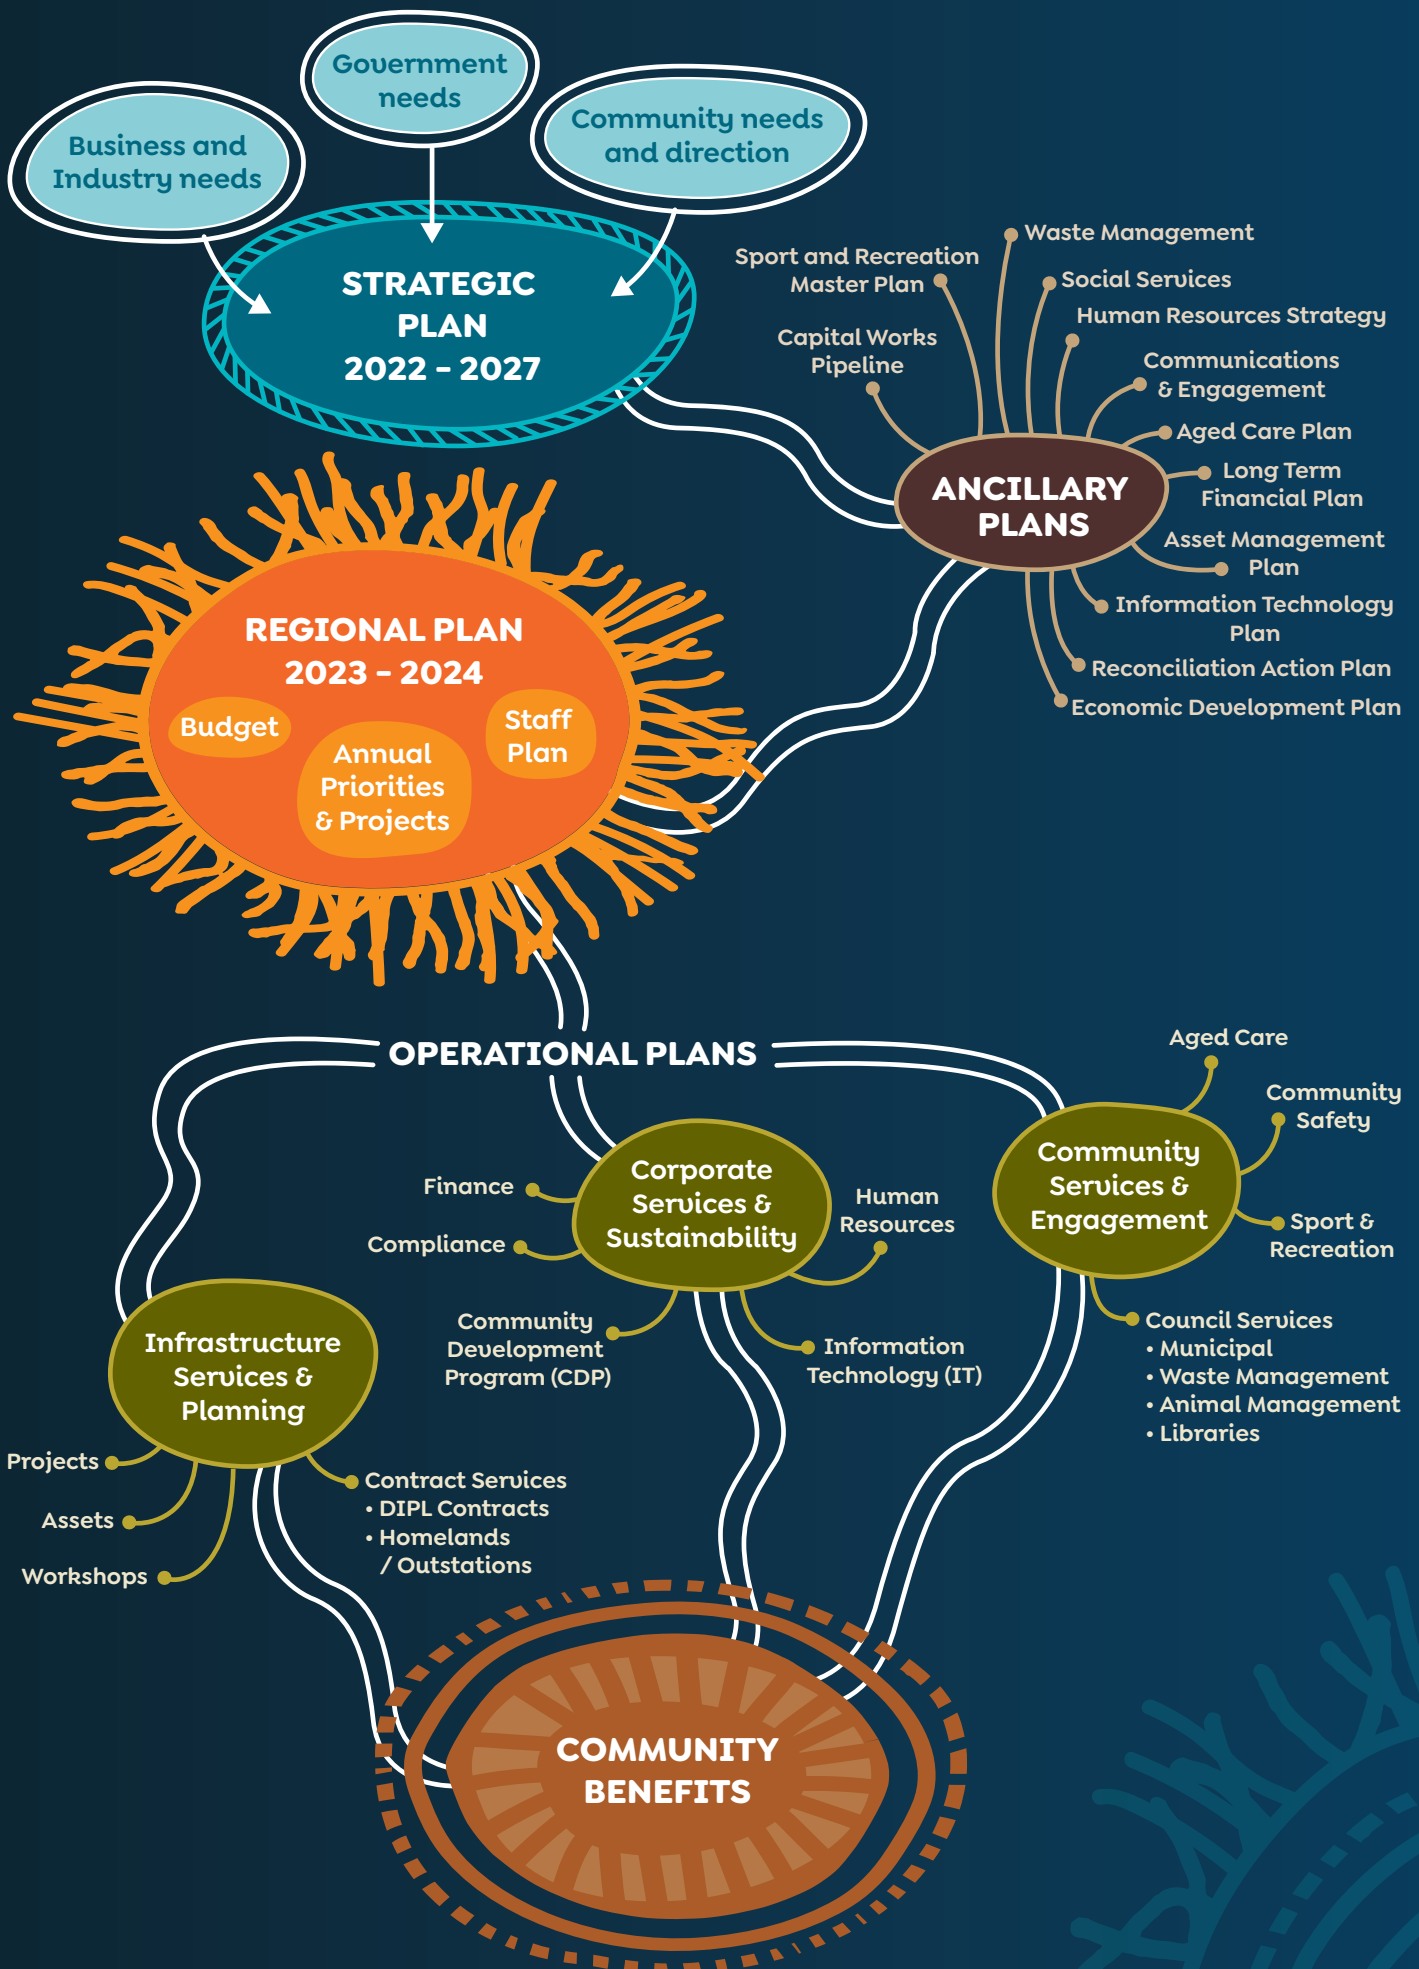 Government
needs
Business and
Industry needs
Community needs
and direction
STRATEGIC
PLAN
2022 – 2027
Sport and Recreation
Master Plan
Capital Works
Pipeline
Waste Management
Social Services
Human Resources Strategy
Communications
& Engagement
Aged Care Plan
Long Term
Financial Plan
Asset Management
Plan
Information Technology
Plan
Reconciliation Action Plan
Economic Development Plan
ANCILLARY
PLANS
REGIONAL PLAN
2023 – 2024
Budget
Annual
Priorities
& Projects
Staff
Plan
OPERATIONAL PLANS
Infrastructure
Services &
Planning
Projects
Assets
Workshops
Contract Services
• DIPL Contracts
• Homelands
/ Outstations
Corporate
Services &
Sustainability
Finance
Compliance
Community
Development
Program (CDP)
Human
Resources
Information
Technology (IT)
Community
Services &
Engagement
Aged Care
Community
Safety
Sport &
Recreation
Council Services
• Municipal
• Waste Management
• Animal Management
• Libraries
COMMUNITY
BENEFITS